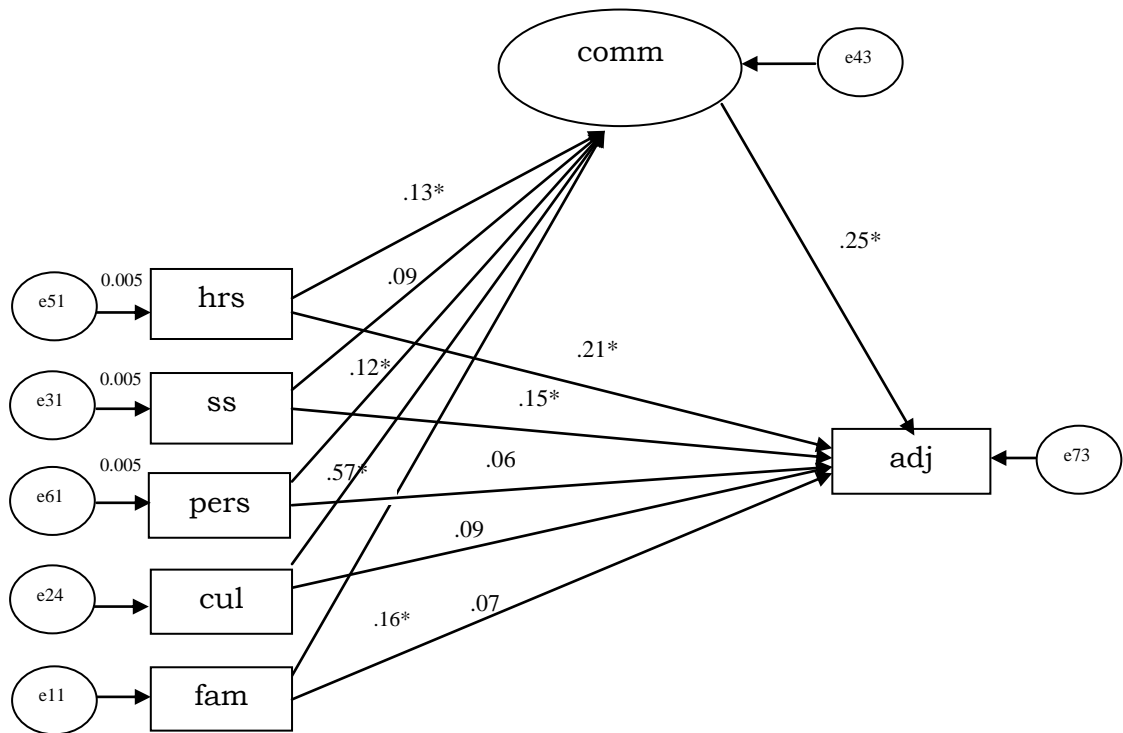 comm
e43
.13*
.25*
0.005
e51
hrs
.09
.21*
0.005
e31
ss
.12*
.15*
adj
e73
0.005
e61
pers
.57*
.06
.09
e24
cul
.16*
.07
e11
fam